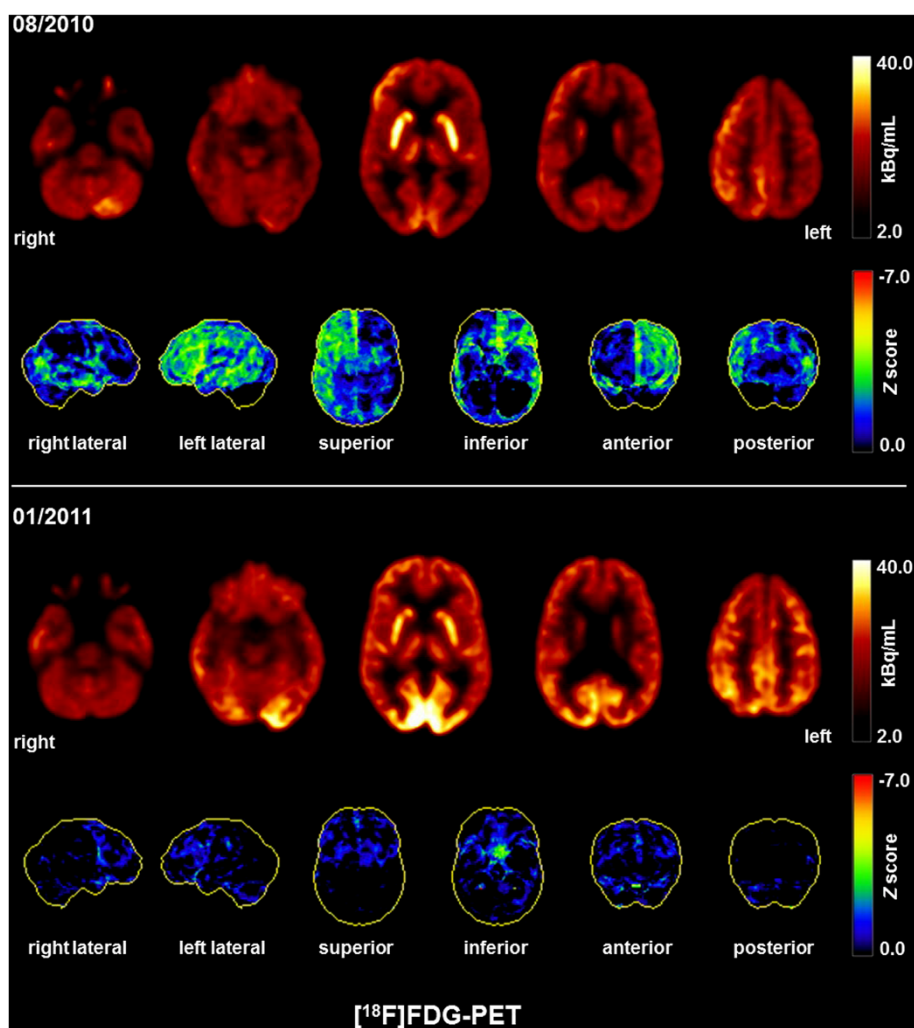 08/2010
40.0
kBq/mL
2.0
right
left
-7.0
Z score
0.0
right lateral left lateral superior inferior anterior posterior
01/2011
40.0
kBq/mL
2.0
right
left
-7.0
Z score
0.0
right lateral left lateral superior inferior anterior posterior
[¹⁸F]FDG-PET